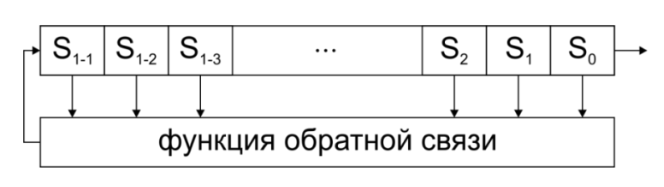 S1-1 S1-2 S1-3 ... S2 S1 S0
функция обратной связи